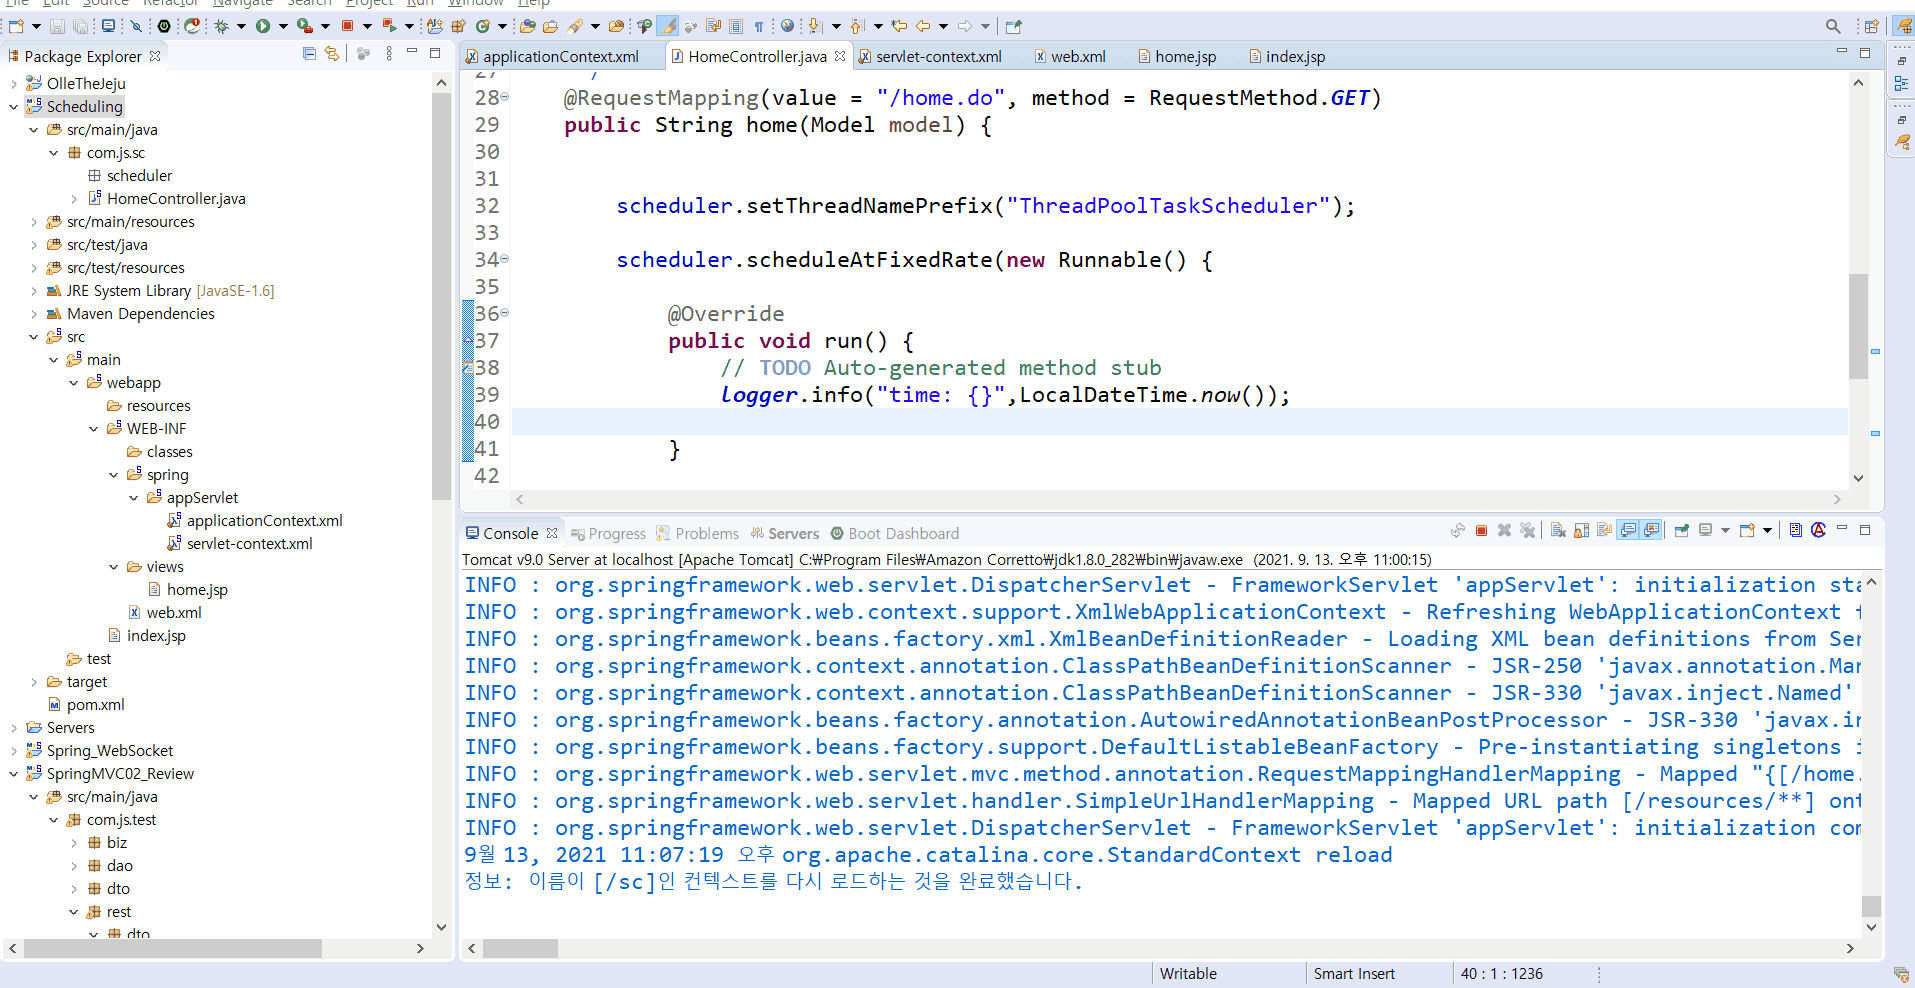 File Edit Source Refactor Navigate Search Project Run Window Help
Package Explorer
OlleTheJeju
Scheduling
src/main/java
com.js.sc
scheduler
HomeController.java
src/main/resources
src/test/java
src/test/resources
JRE System Library [JavaSE-1.6]
Maven Dependencies
src
main
webapp
resources
WEB-INF
classes
spring
appServlet
applicationContext.xml
servlet-context.xml
views
home.jsp
web.xml
index.jsp
test
target
pom.xml
Servers
Spring_WebSocket
SpringMVC02_Review
src/main/java
com.js.test
biz
dao
dto
rest
dto
applicationContext.xml HomeController.java servlet-context.xml web.xml home.jsp index.jsp
27 */
28 @RequestMapping(value = "/home.do", method = RequestMethod.GET)
29 public String home(Model model) {
30
31
32 scheduler.setThreadNamePrefix("ThreadPoolTaskScheduler");
33
34 scheduler.scheduleAtFixedRate(new Runnable() {
35
36 @Override
37 public void run() {
38 // TODO Auto-generated method stub
39 logger.info("time: {}",LocalDateTime.now());
40
41 }
42
Console Progress Problems Servers Boot Dashboard
Tomcat v9.0 Server at localhost [Apache Tomcat] C:₩Program Files₩Amazon Corretto₩jdk1.8.0_282₩bin₩javaw.exe (2021. 9. 13. 오후 11:00:15)
INFO : org.springframework.web.servlet.DispatcherServlet - FrameworkServlet 'appServlet': initialization sta
INFO : org.springframework.web.context.support.XmlWebApplicationContext - Refreshing WebApplicationContext f
INFO : org.springframework.beans.factory.xml.XmlBeanDefinitionReader - Loading XML bean definitions from Ser
INFO : org.springframework.context.annotation.ClassPathBeanDefinitionScanner - JSR-250 'javax.annotation.Man
INFO : org.springframework.context.annotation.ClassPathBeanDefinitionScanner - JSR-330 'javax.inject.Named'
INFO : org.springframework.beans.factory.annotation.AutowiredAnnotationBeanPostProcessor - JSR-330 'javax.in
INFO : org.springframework.beans.factory.support.DefaultListableBeanFactory - Pre-instantiating singletons i
INFO : org.springframework.web.servlet.mvc.method.annotation.RequestMappingHandlerMapping - Mapped "{[/home.
INFO : org.springframework.web.servlet.handler.SimpleUrlHandlerMapping - Mapped URL path [/resources/**] ont
INFO : org.springframework.web.servlet.DispatcherServlet - FrameworkServlet 'appServlet': initialization com
9월 13, 2021 11:07:19 오후 org.apache.catalina.core.StandardContext reload
정보: 이름이 [/sc]인 컨텍스트를 다시 로드하는 것을 완료했습니다.
Writable Smart Insert 40 : 1 : 1236